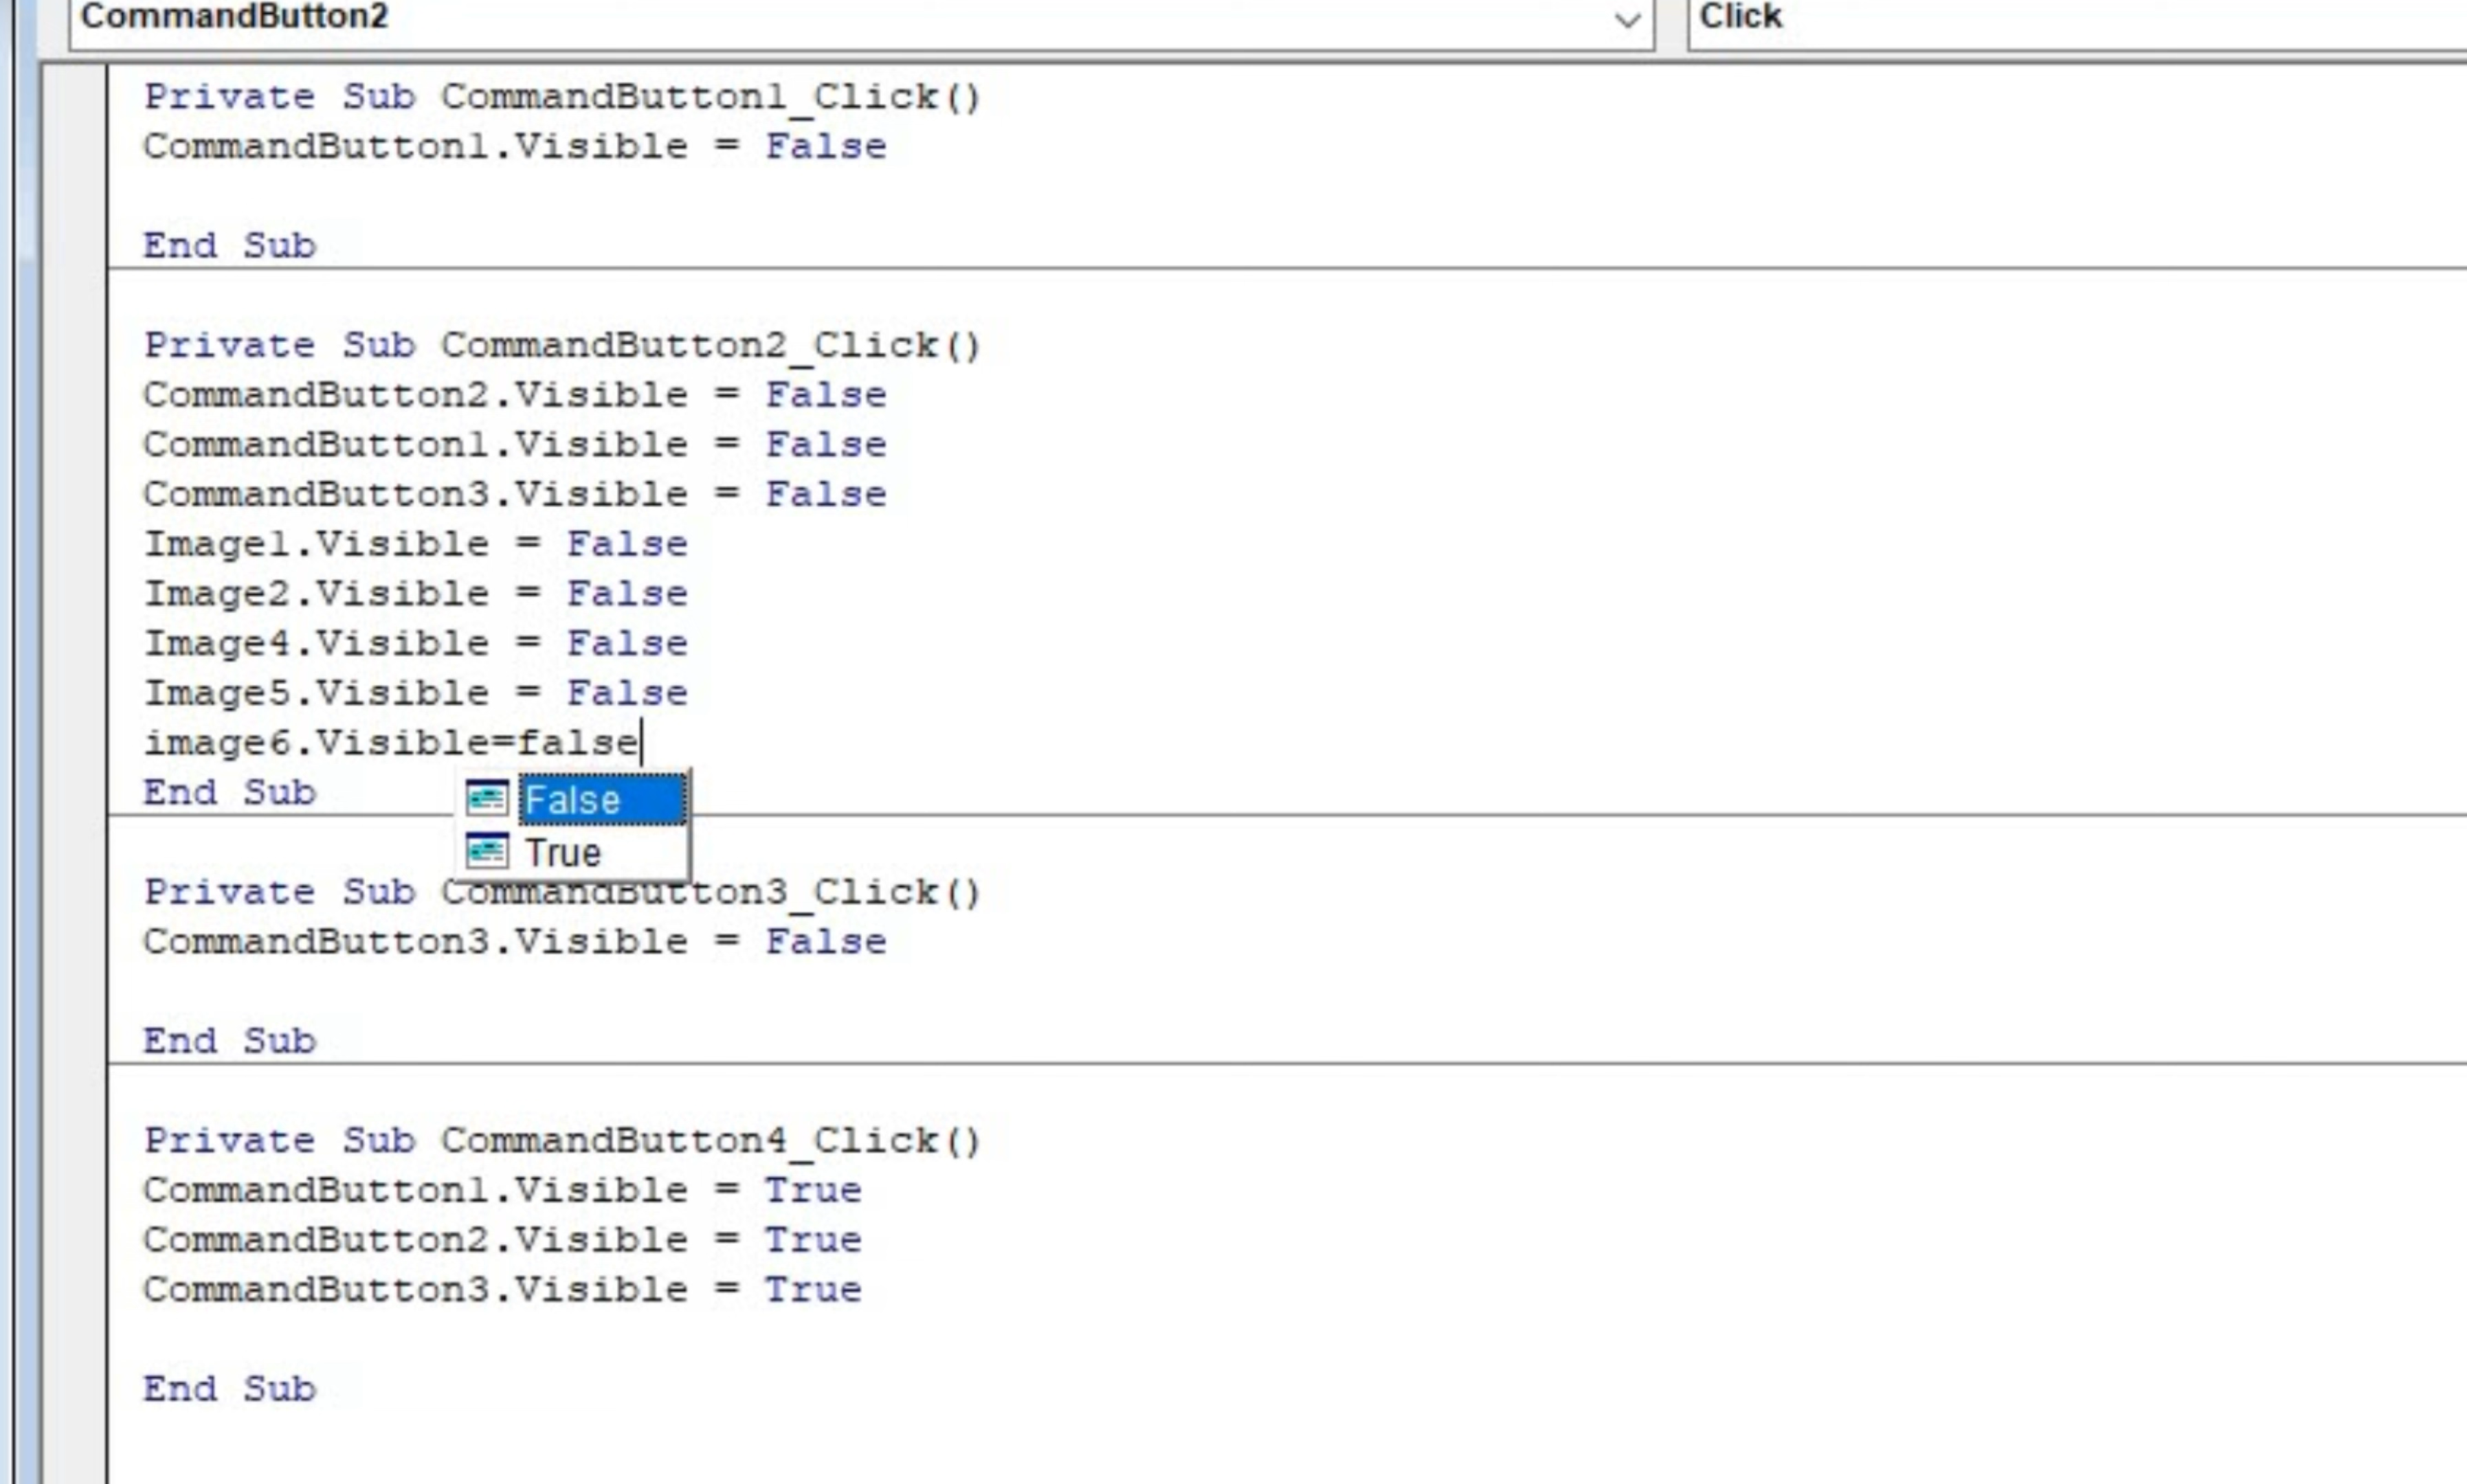 CommandButton2
Click
Private Sub CommandButton1_Click()
CommandButton1.Visible = False
End Sub
Private Sub CommandButton2_Click()
CommandButton2.Visible = False
CommandButton1.Visible = False
CommandButton3.Visible = False
Image1.Visible = False
Image2.Visible = False
Image4.Visible = False
Image5.Visible = False
image6.Visible=false
End Sub
False
True
Private Sub CommandButton3_Click()
CommandButton3.Visible = False
End Sub
Private Sub CommandButton4_Click()
CommandButton1.Visible = True
CommandButton2.Visible = True
CommandButton3.Visible = True
End Sub